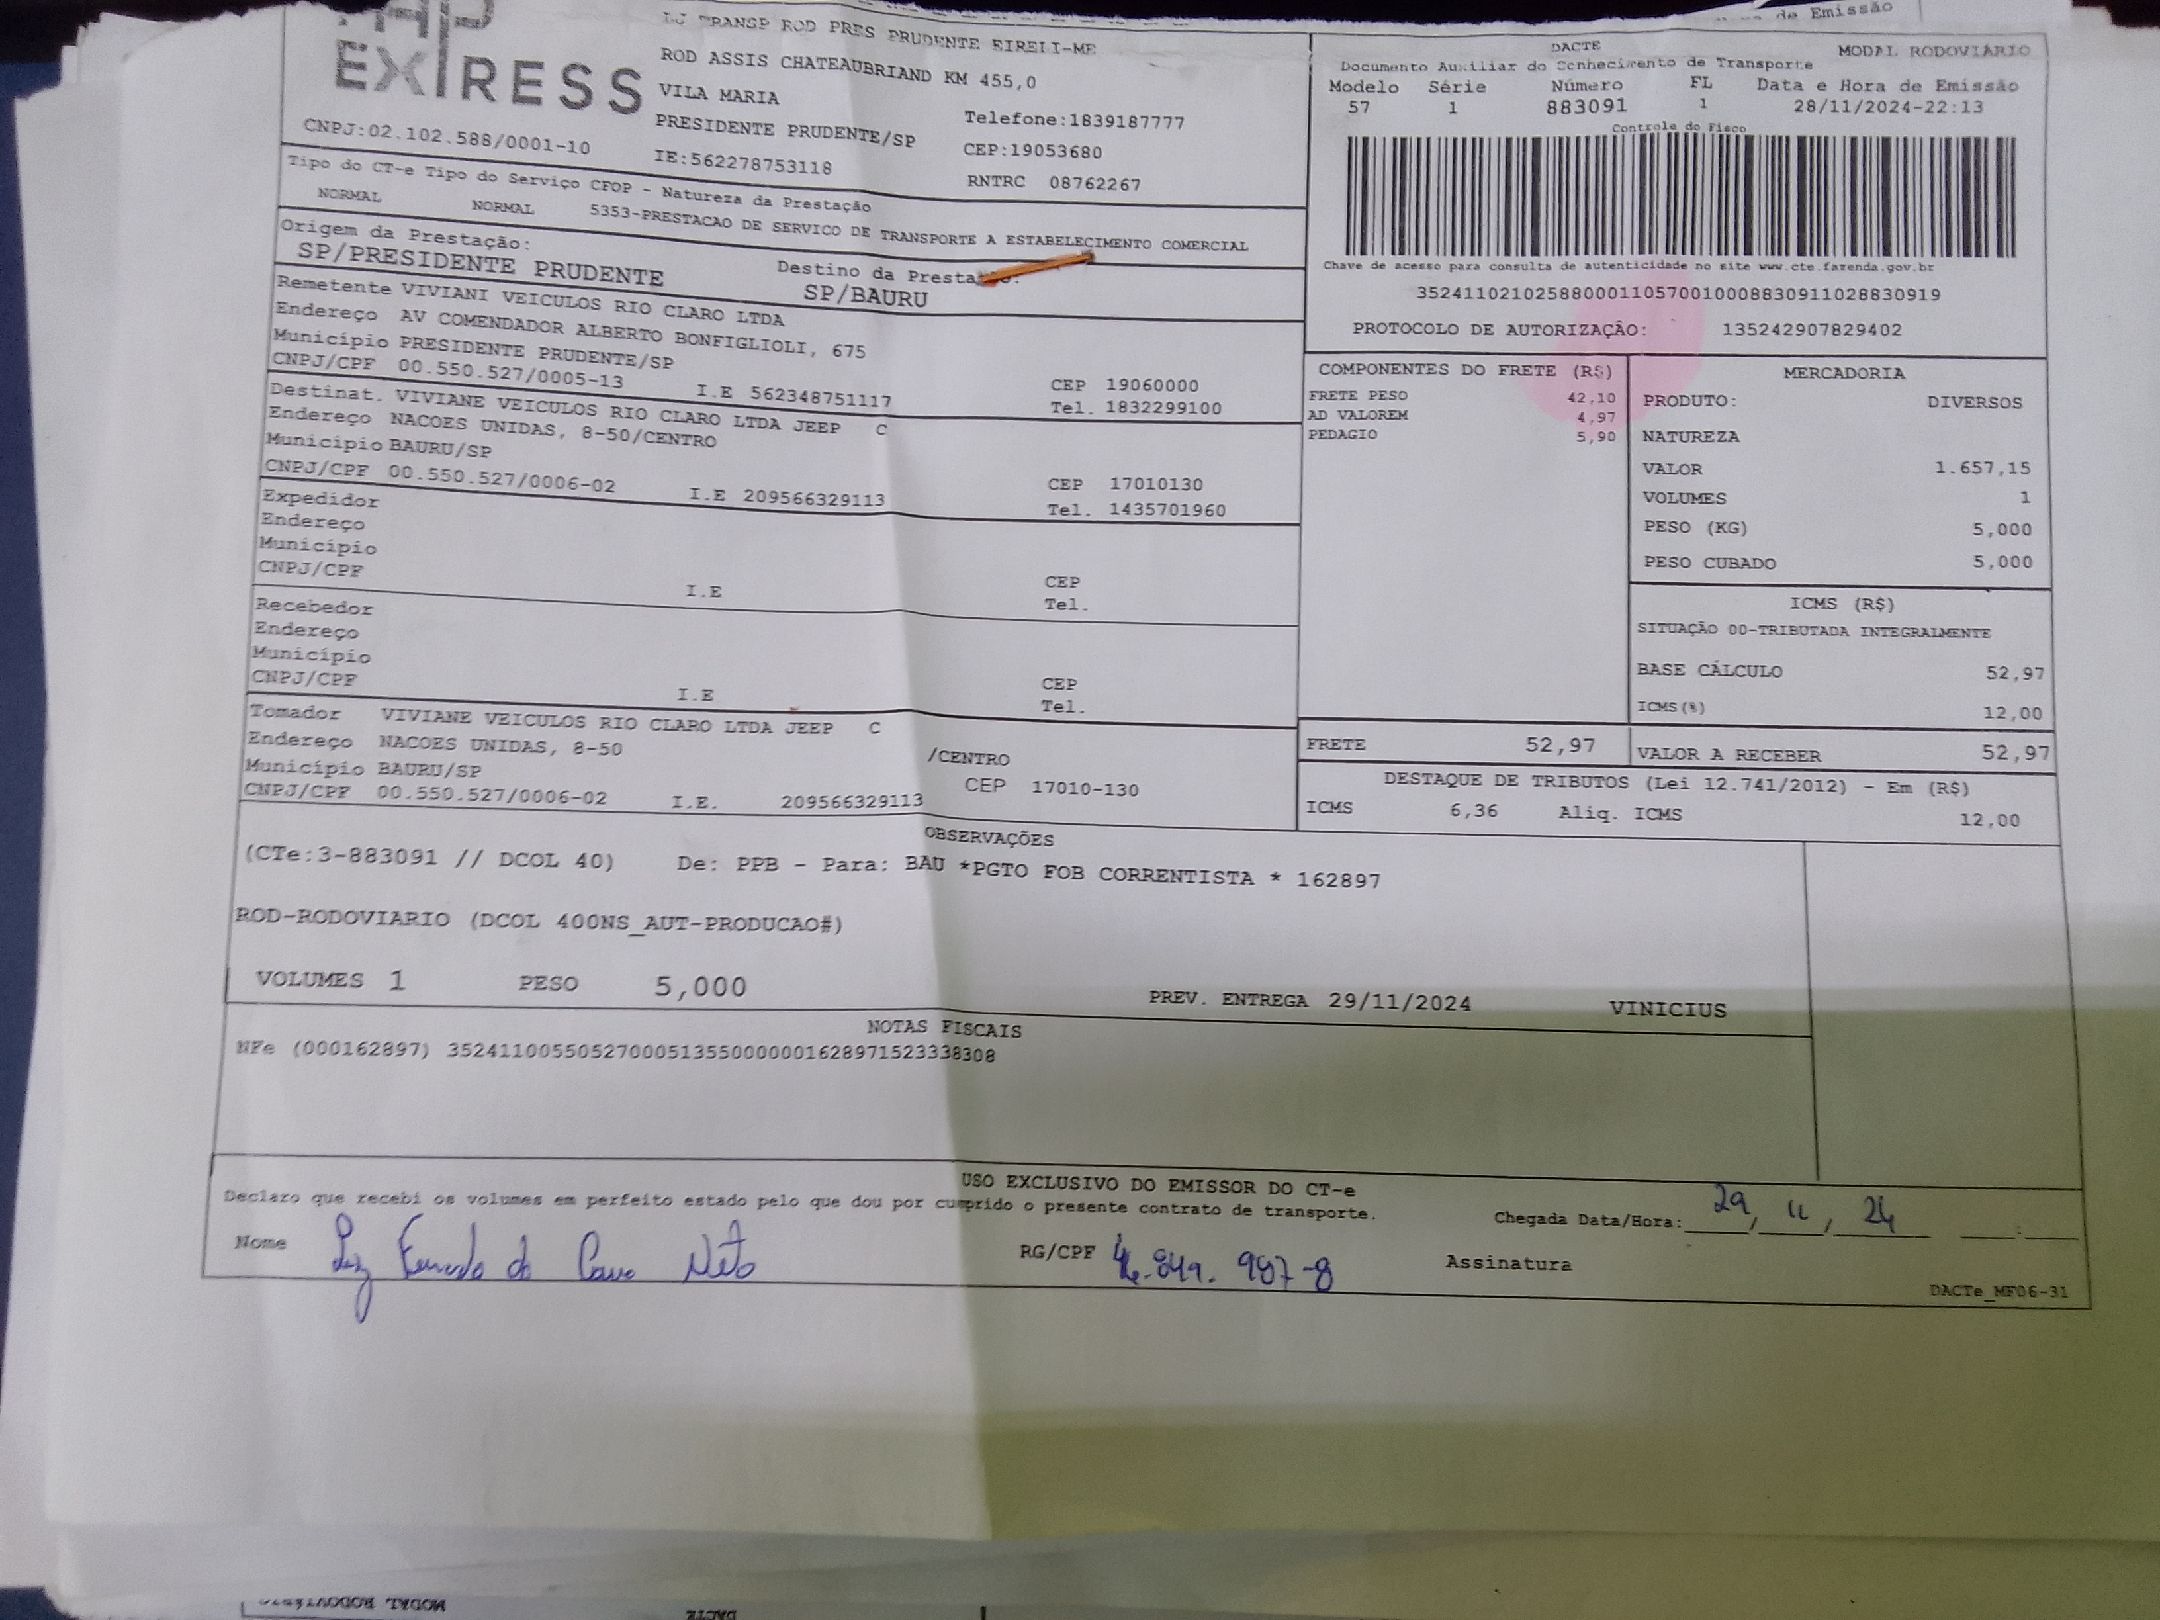 EXPRESS
TRANSP ROD PRES PRUDENTE EIRELI-ME
ROD ASSIS CHATEAUBRIAND KM 455,0
VILA MARIA
PRESIDENTE PRUDENTE/SP
Telefone:1839187777
CNPJ:02.102.588/0001-10
IE:562278753118
CEP:19053680
RNTRC 08762267
de Emissão
DACTE
MODAL RODOVIÁRIO
Documento Auxiliar do Conhecimento de Transporte
Modelo Série Número FL Data e Hora de Emissão
57 1 883091 1 28/11/2024-22:13
Controle do Fisco
Tipo do CT-e Tipo do Serviço CFOP - Natureza da Prestação
NORMAL NORMAL 5353-PRESTACAO DE SERVICO DE TRANSPORTE A ESTABELECIMENTO COMERCIAL
Origem da Prestação:
SP/PRESIDENTE PRUDENTE
Destino da
SP/BAURU
Chave de acesso para consulta de autenticidade no site www.cte.fazenda.gov.br
35241102102588000110570010008830911028830919
PROTOCOLO DE AUTORIZAÇÃO: 135242907829402
Remetente VIVIANI VEICULOS RIO CLARO LTDA
Endereço AV COMENDADOR ALBERTO BONFIGLIOLI, 675
Município PRESIDENTE PRUDENTE/SP
CEP 19060000
CNPJ/CPF 00.550.527/0005-13 I.E 562348751117 Tel. 1832299100
Destinat. VIVIANE VEICULOS RIO CLARO LTDA JEEP C
Endereço NACOES UNIDAS, 8-50/CENTRO
Município BAURU/SP
CEP 17010130
CNPJ/CPF 00.550.527/0006-02 I.E 209566329113 Tel. 1435701960
Expedidor
Endereço
Município
CEP
CNPJ/CPF I.E Tel.
Recebedor
Endereço
Município
CEP
CNPJ/CPF I.E Tel.
Tomador VIVIANE VEICULOS RIO CLARO LTDA JEEP C
Endereço NACOES UNIDAS, 8-50 /CENTRO
Município BAURU/SP CEP 17010-130
CNPJ/CPF 00.550.527/0006-02 I.E. 209566329113
COMPONENTES DO FRETE (R$)
FRETE PESO 42,10
AD VALOREM 4,97
PEDAGIO 5,90
MERCADORIA
PRODUTO: DIVERSOS
NATUREZA
VALOR 1.657,15
VOLUMES 1
PESO (KG) 5,000
PESO CUBADO 5,000
ICMS (R$)
SITUAÇÃO 00-TRIBUTADA INTEGRALMENTE
BASE CÁLCULO 52,97
ICMS(%) 12,00
FRETE 52,97
VALOR A RECEBER 52,97
DESTAQUE DE TRIBUTOS (Lei 12.741/2012) - Em (R$)
ICMS 6,36 Aliq. ICMS 12,00
OBSERVAÇÕES
(CTe:3-883091 // DCOL 40) De: PPB - Para: BAU *PGTO FOB CORRENTISTA * 162897
ROD-RODOVIARIO (DCOL 400NS_AUT-PRODUCAO#)
VOLUMES 1 PESO 5,000 PREV. ENTREGA 29/11/2024 VINICIUS
NOTAS FISCAIS
NFe (000162897) 35241100550527000513550000001628971523338308
USO EXCLUSIVO DO EMISSOR DO CT-e
Declaro que recebi os volumes em perfeito estado pelo que dou por cumprido o presente contrato de transporte.
Chegada Data/Hora: 29, 11, 24 :
Nome Neto
RG/CPF 46.849.987-8
Assinatura
DACTe_MF06-31
MODAL RODOVIÁRIO
DACTE